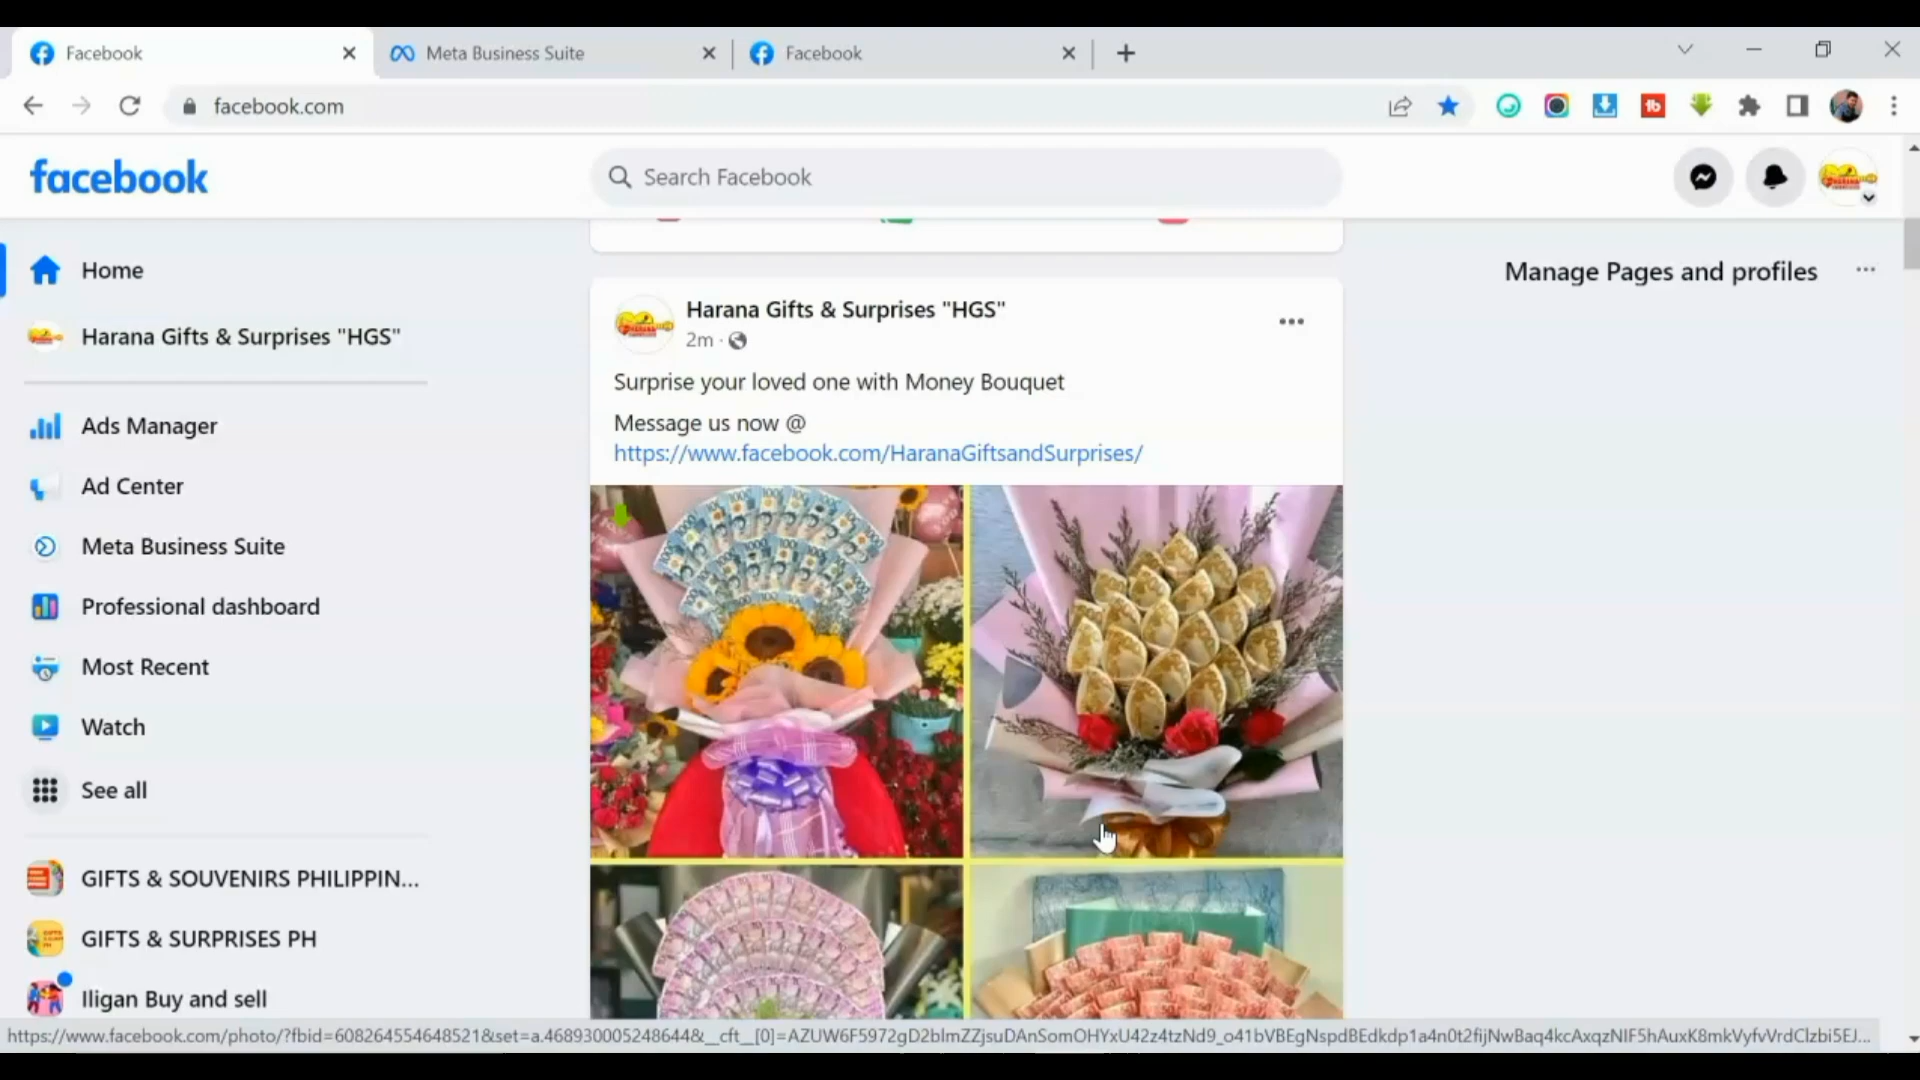 Facebook
Meta Business Suite
Facebook
facebook.com
facebook
Search Facebook
Home
Harana Gifts & Surprises "HGS"
Ads Manager
Ad Center
Meta Business Suite
Professional dashboard
Most Recent
Watch
See all
GIFTS & SOUVENIRS PHILIPPIN...
GIFTS & SURPRISES PH
Iligan Buy and sell
Harana Gifts & Surprises "HGS"
2m ·
Surprise your loved one with Money Bouquet
Message us now @
https://www.facebook.com/HaranaGiftsandSurprises/
Manage Pages and profiles